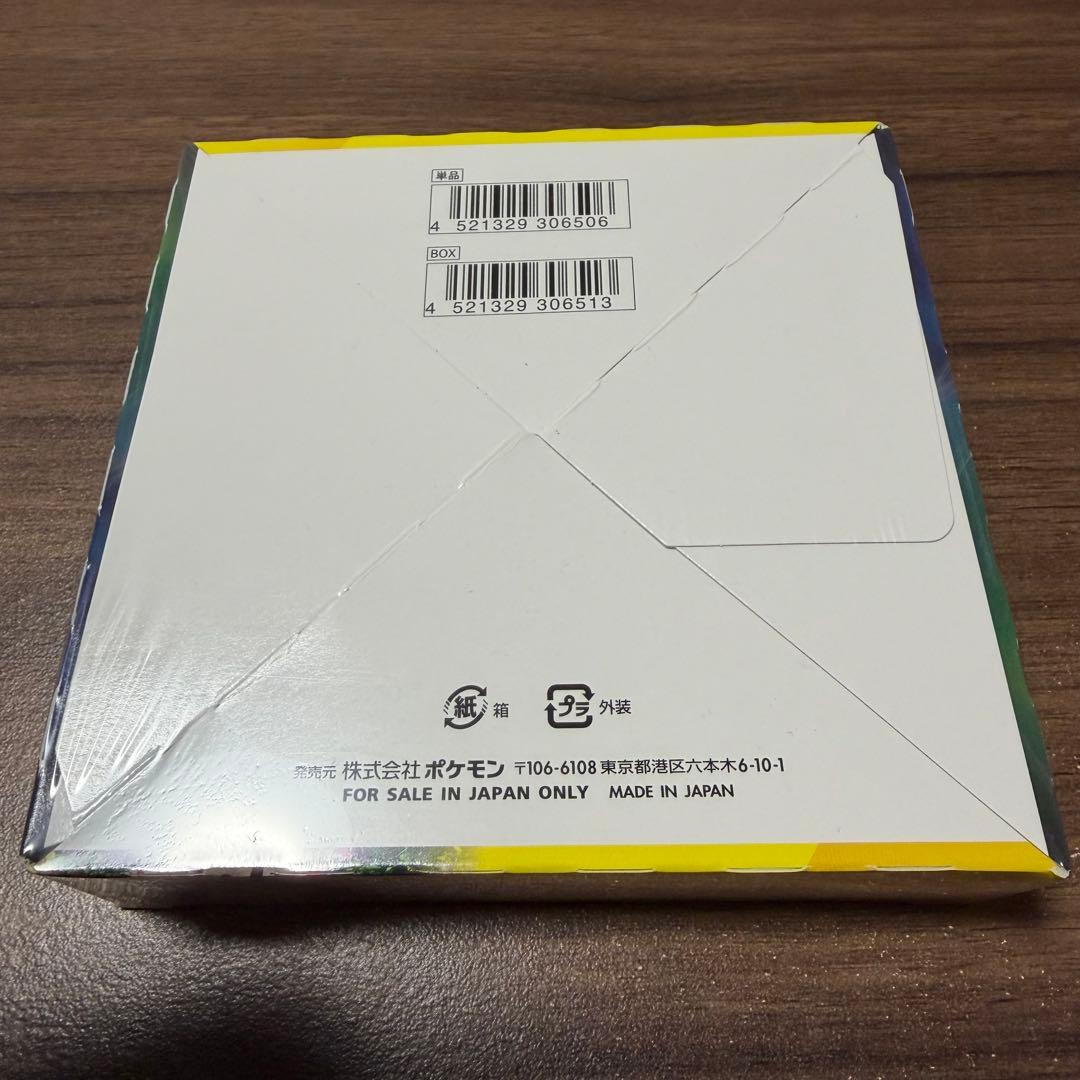 単品
4 521329 306506
BOX
4 521329 306513
紙 箱 プラ 外装
発売元 株式会社ポケモン 〒106-6108 東京都港区六本木6-10-1
FOR SALE IN JAPAN ONLY MADE IN JAPAN